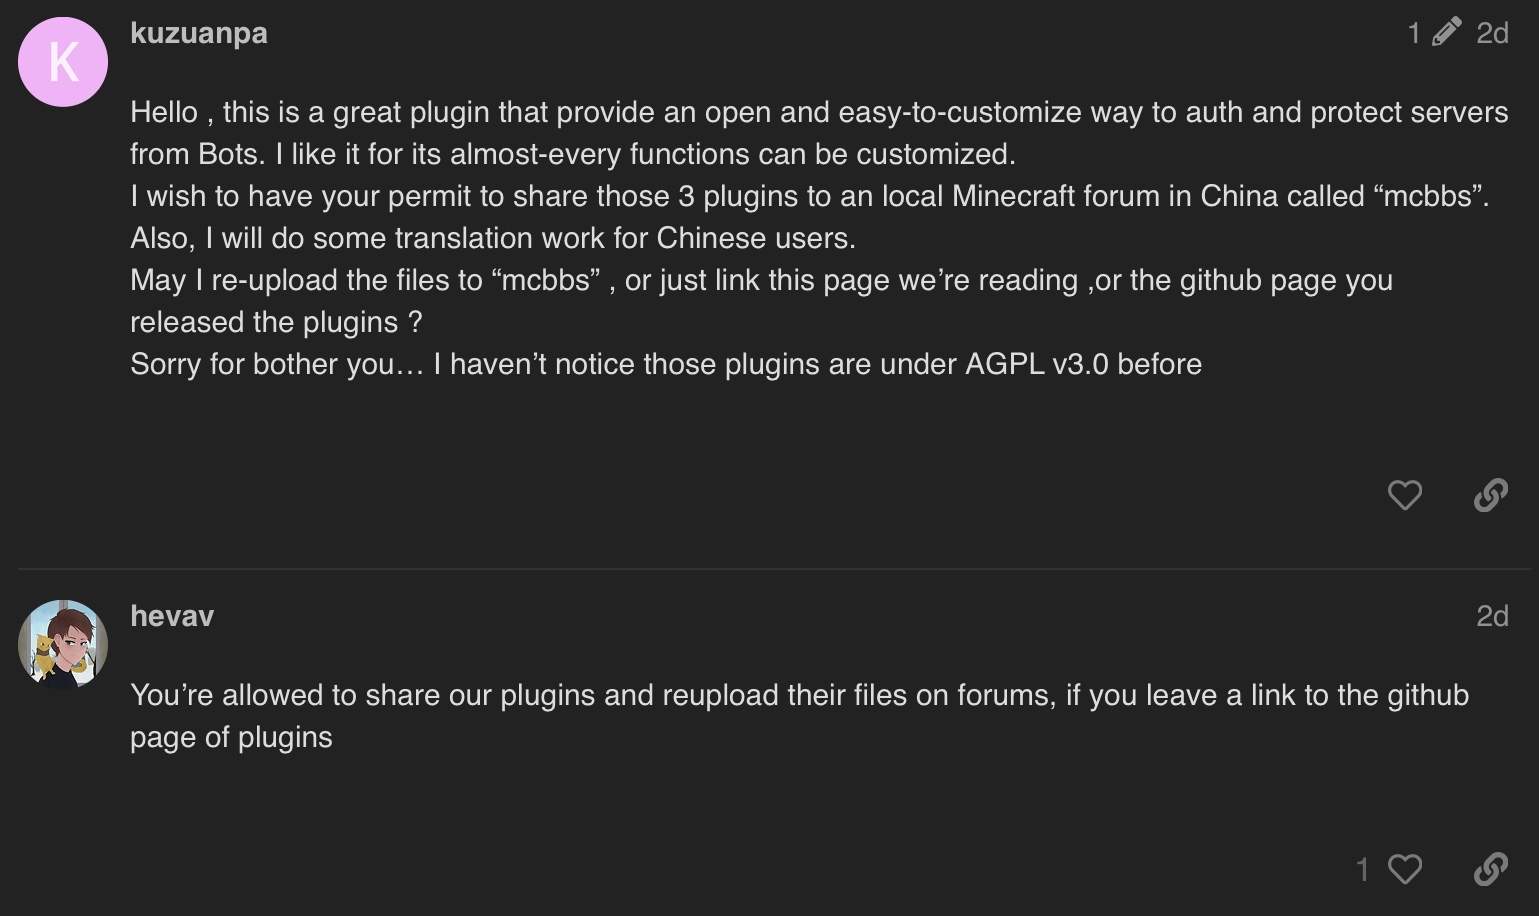 K
kuzuanpa
1 2d
Hello , this is a great plugin that provide an open and easy-to-customize way to auth and protect servers
from Bots. I like it for its almost-every functions can be customized.
I wish to have your permit to share those 3 plugins to an local Minecraft forum in China called “mcbbs”.
Also, I will do some translation work for Chinese users.
May I re-upload the files to “mcbbs” , or just link this page we’re reading ,or the github page you
released the plugins ?
Sorry for bother you… I haven’t notice those plugins are under AGPL v3.0 before
hevav
2d
You’re allowed to share our plugins and reupload their files on forums, if you leave a link to the github
page of plugins
1